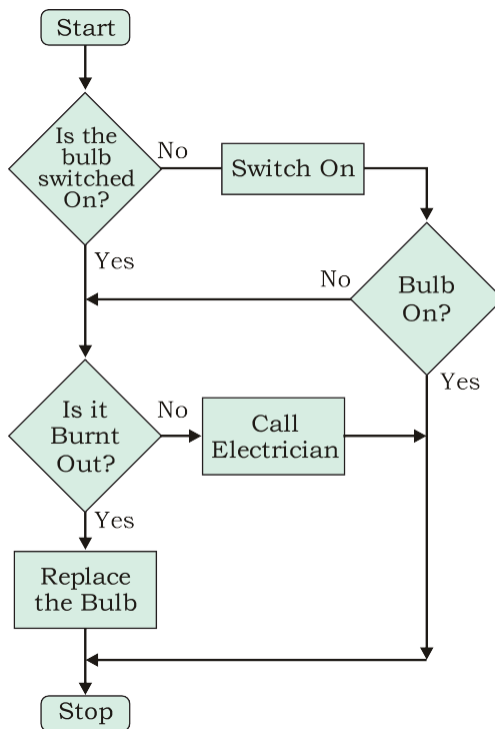 Start
Is the
bulb
switched
On?
No
Switch On
Yes
No
Bulb
On?
Yes
Is it
Burnt
Out?
No
Call
Electrician
Yes
Replace
the Bulb
Stop